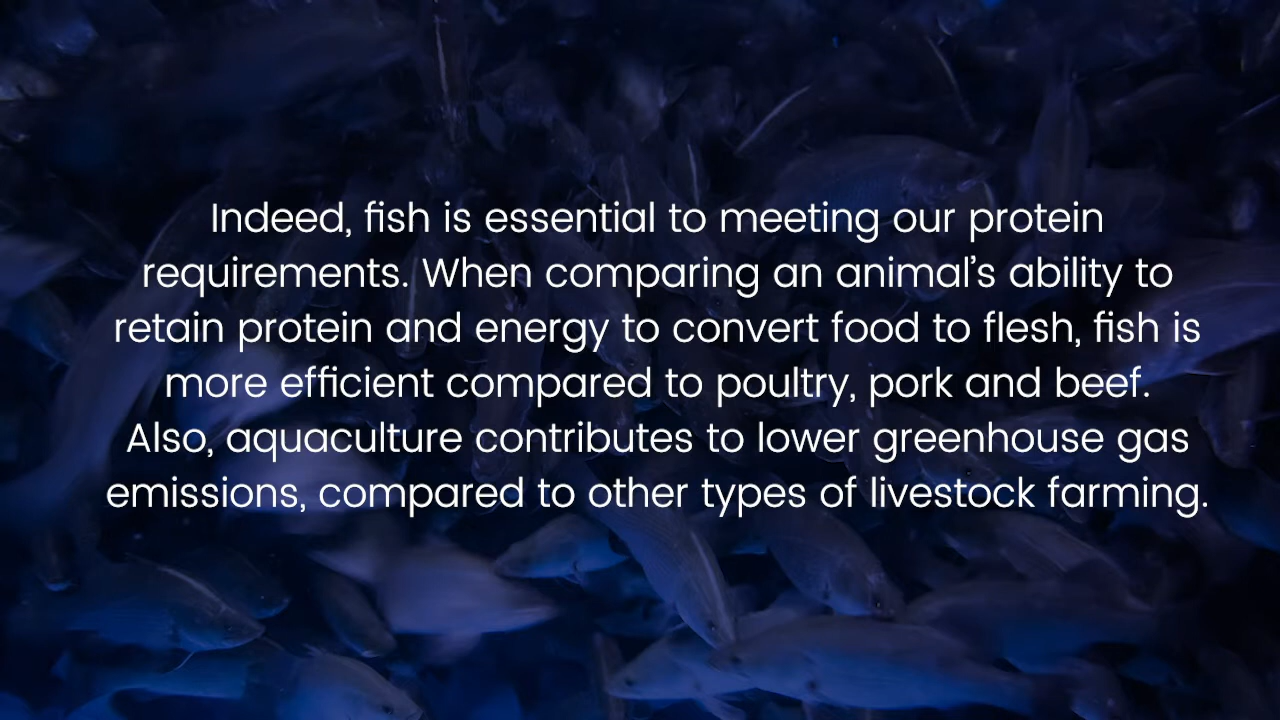 Indeed, fish is essential to meeting our protein
requirements. When comparing an animal’s ability to
retain protein and energy to convert food to flesh, fish is
more efficient compared to poultry, pork and beef.
Also, aquaculture contributes to lower greenhouse gas
emissions, compared to other types of livestock farming.